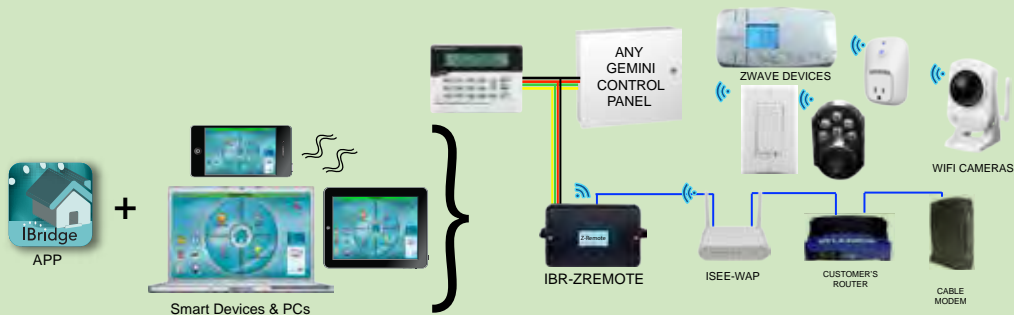 IBridge
APP
+
Smart Devices & PCs
}
ANY
GEMINI
CONTROL
PANEL
ZWAVE DEVICES
WIFI CAMERAS
Z-Remote
IBR-ZREMOTE
ISEE-WAP
CUSTOMER'S
ROUTER
CABLE
MODEM